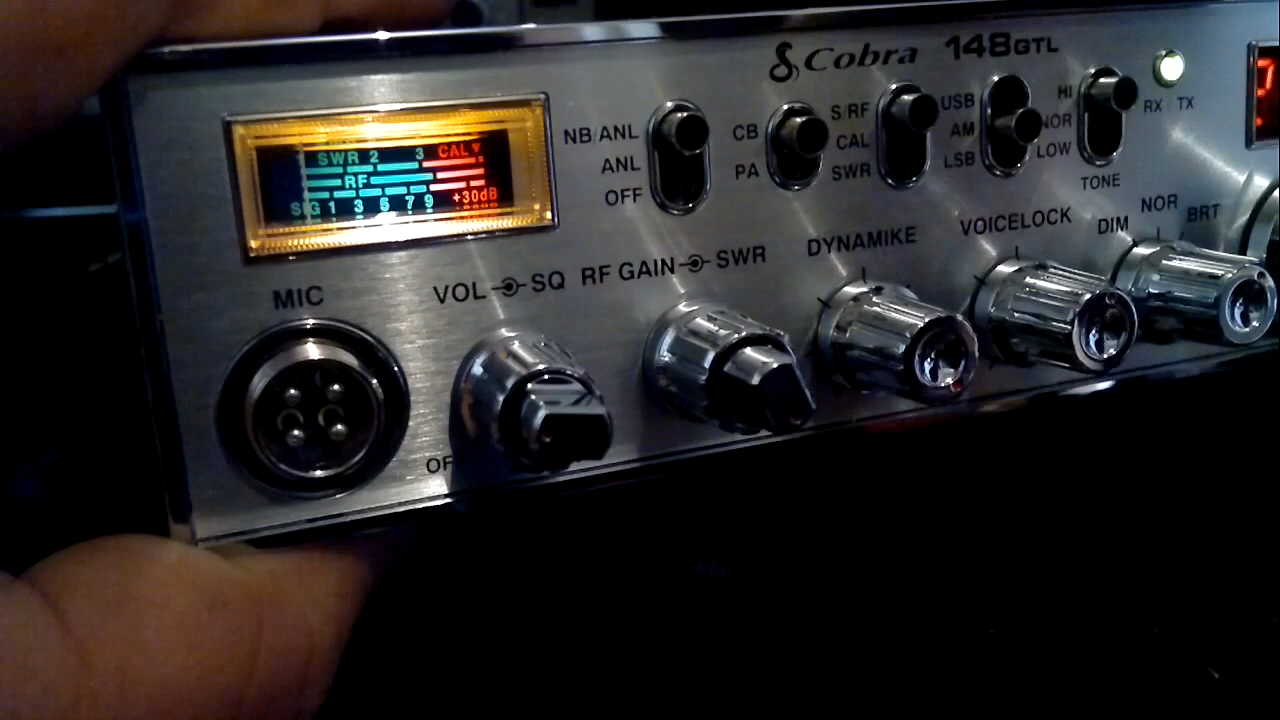 Cobra 148GTL
NB/ANL
ANL
OFF
CB
PA
S/RF
CAL
SWR
USB
AM
LSB
HI
NOR
LOW
TONE
RX TX
7
SWR 2 3 CAL
RF
SIG 1 3 5 7 9 +30dB
MIC
VOL SQ
RF GAIN SWR
DYNAMIKE
VOICELOCK
DIM NOR BRT